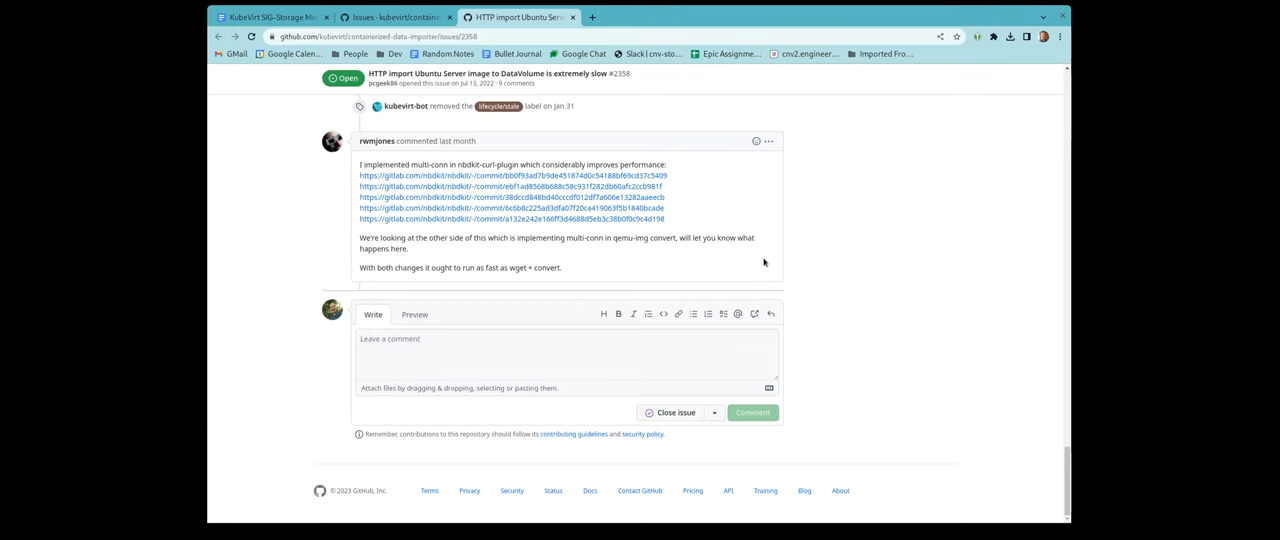 KubeVirt SIG-Storage Me
Issues · kubevirt/container
HTTP import Ubuntu Serv
github.com/kubevirt/containerized-data-importer/issues/2358
GMail
Google Calen…
People
Dev
Random Notes
Bullet Journal
Google Chat
Slack | cnv-sto…
Epic Assignme…
cnv2.engineer…
Imported Fro…
Open
HTTP import Ubuntu Server image to DataVolume is extremely slow #2358
pcgeek86 opened this issue on Jul 13, 2022 · 9 comments
kubevirt-bot removed the lifecycle/stale label on Jan 31
rwmjones commented last month
I implemented multi-conn in nbdkit-curl-plugin which considerably improves performance:
https://gitlab.com/nbdkit/nbdkit/-/commit/bb0f93ad7b9de451874d0c54188bf69cd37c5409
https://gitlab.com/nbdkit/nbdkit/-/commit/ebf1ad8568b688c58c931f282db60afc2ccb981f
https://gitlab.com/nbdkit/nbdkit/-/commit/38dccd848bd40cccdf012df7a606e13282aaeecb
https://gitlab.com/nbdkit/nbdkit/-/commit/6c6b8c225ad3dfa07f20ca419063f5b1840bcade
https://gitlab.com/nbdkit/nbdkit/-/commit/a132e242e166ff3d4688d5eb3c38b0f0c9c4d198
We're looking at the other side of this which is implementing multi-conn in qemu-img convert, will let you know what
happens here.
With both changes it ought to run as fast as wget + convert.
Write
Preview
Leave a comment
Attach files by dragging & dropping, selecting or pasting them.
Close issue
Comment
Remember, contributions to this repository should follow its contributing guidelines and security policy.
© 2023 GitHub, Inc.
Terms
Privacy
Security
Status
Docs
Contact GitHub
Pricing
API
Training
Blog
About